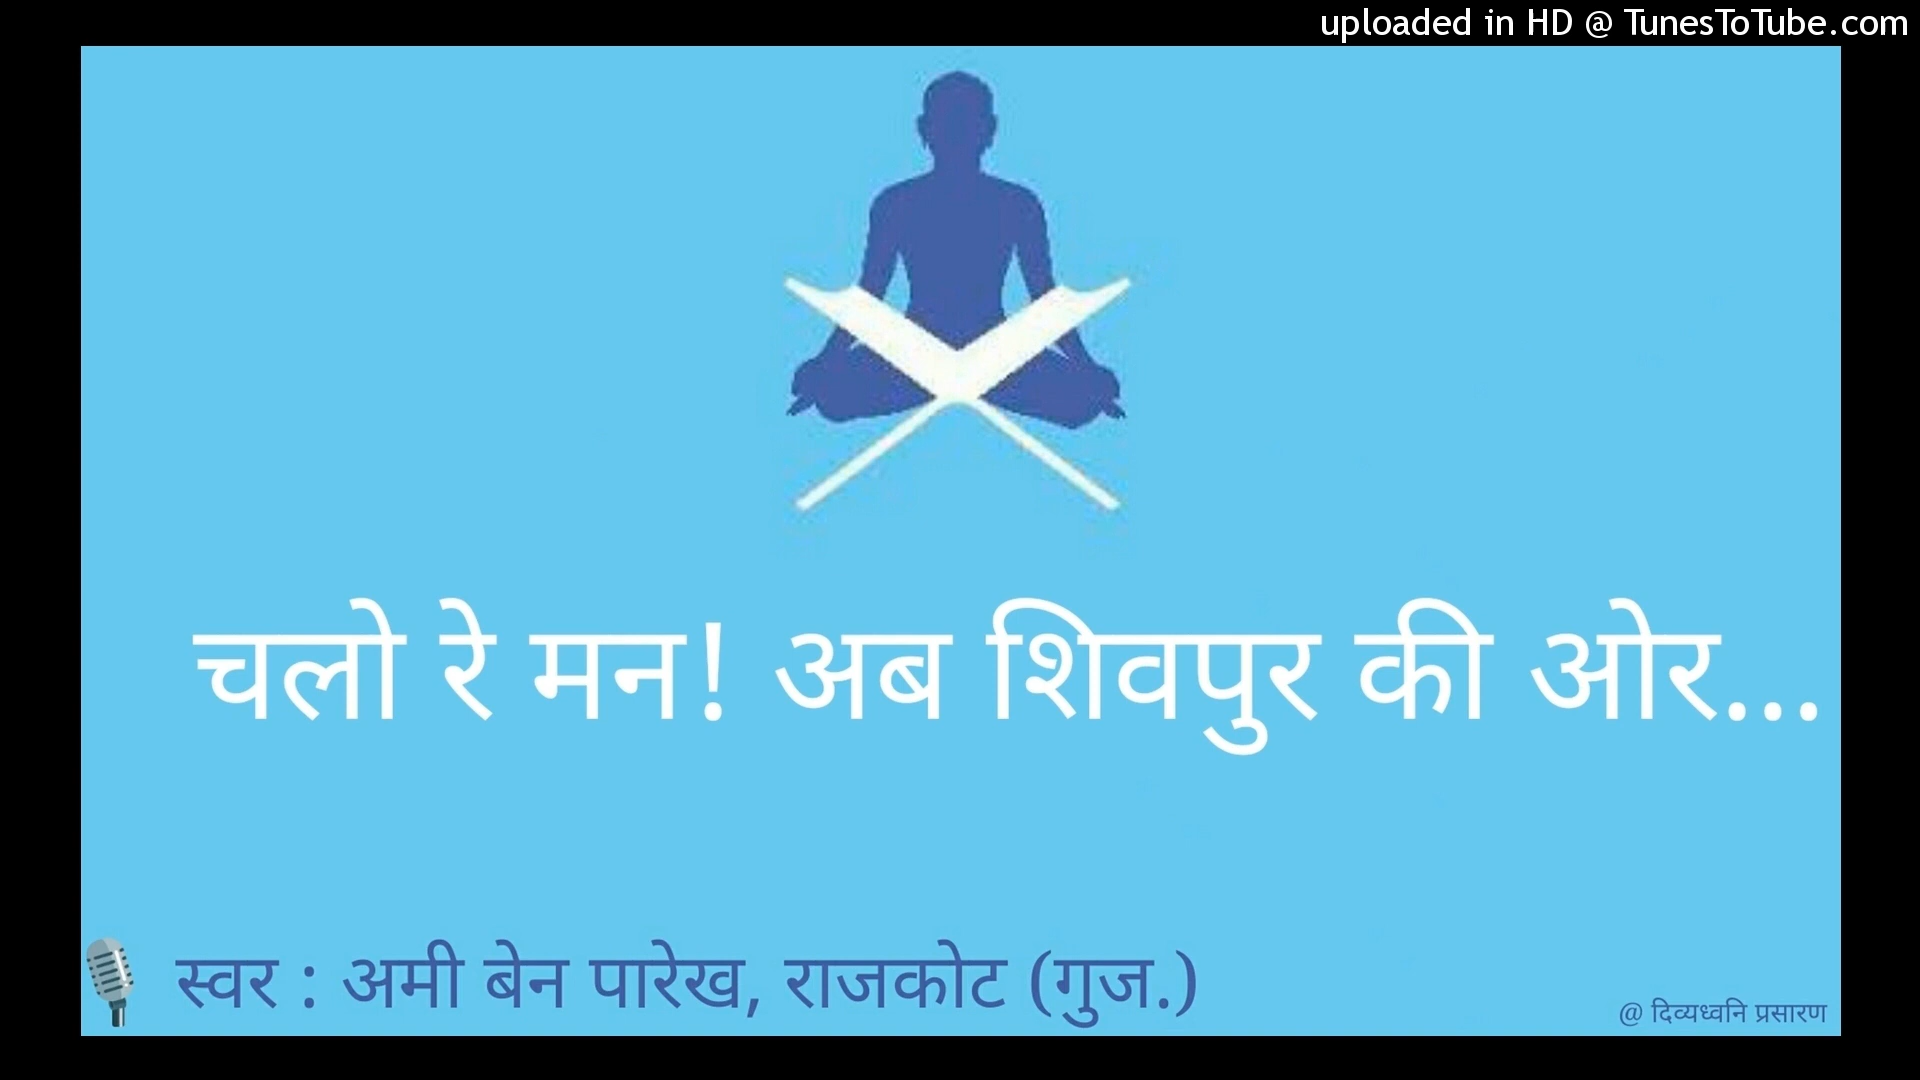 uploaded in HD @ TunesToTube.com
चलो रे मन! अब शिवपुर की ओर...
स्वर : अमी बेन पारेख, राजकोट (गुज.)
@ दिव्यध्वनि प्रसारण